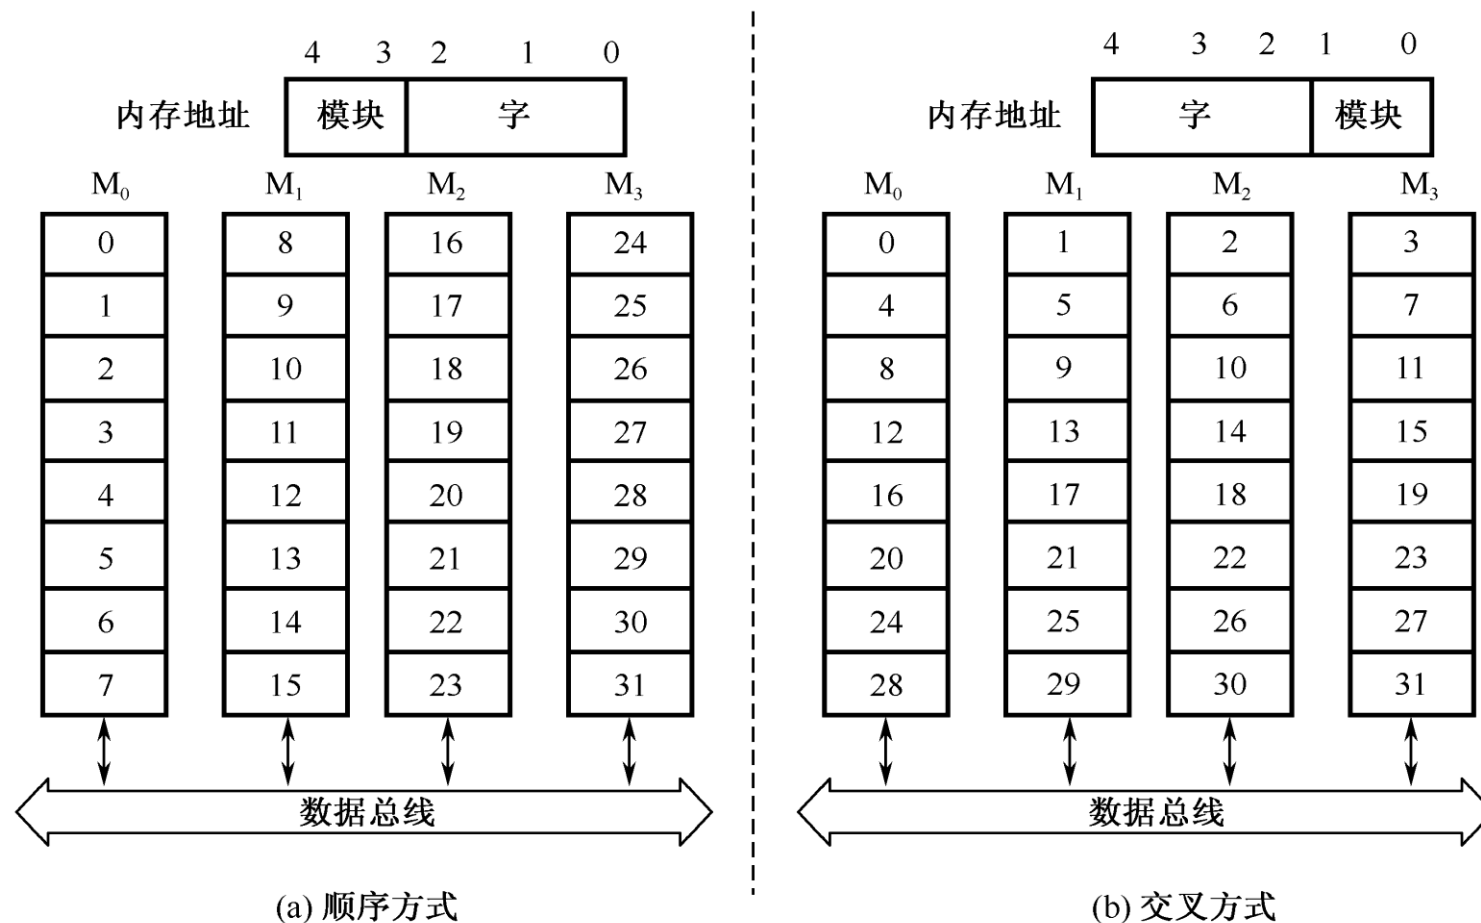 4 3 2 1 0
内存地址 模块 字
M₀ M₁ M₂ M₃
0 8 16 24
1 9 17 25
2 10 18 26
3 11 19 27
4 12 20 28
5 13 21 29
6 14 22 30
7 15 23 31
数据总线
(a) 顺序方式
4 3 2 1 0
内存地址 字 模块
M₀ M₁ M₂ M₃
0 1 2 3
4 5 6 7
8 9 10 11
12 13 14 15
16 17 18 19
20 21 22 23
24 25 26 27
28 29 30 31
数据总线
(b) 交叉方式